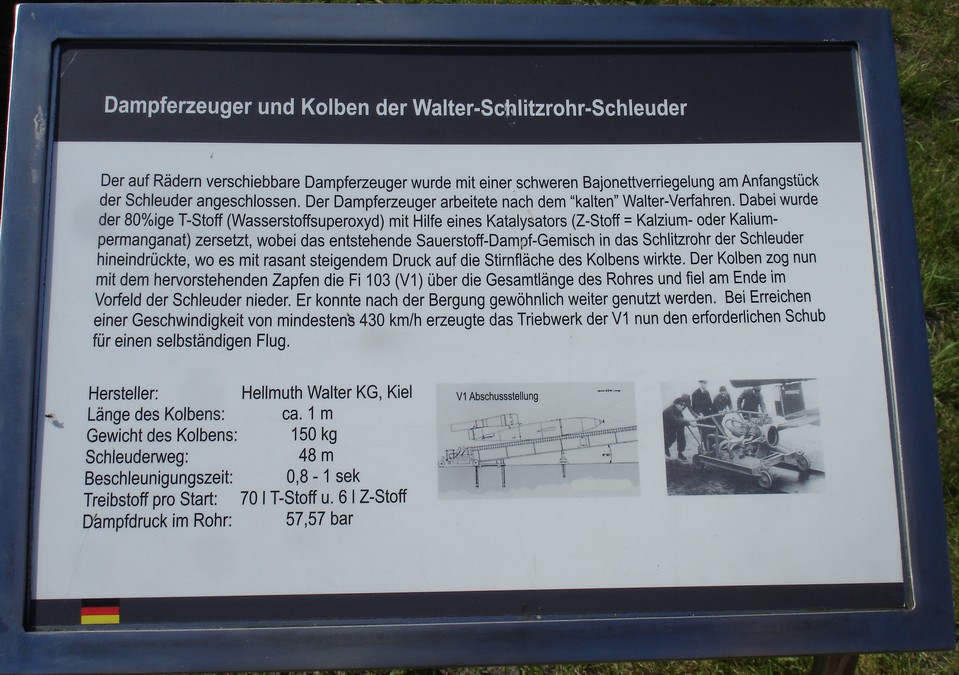 Dampferzeuger und Kolben der Walter-Schlitzrohr-Schleuder
Der auf Rädern verschiebbare Dampferzeuger wurde mit einer schweren Bajonettverriegelung am Anfangstück
der Schleuder angeschlossen. Der Dampferzeuger arbeitete nach dem “kalten” Walter-Verfahren. Dabei wurde
der 80%ige T-Stoff (Wasserstoffsuperoxyd) mit Hilfe eines Katalysators (Z-Stoff = Kalzium- oder Kalium-
permanganat) zersetzt, wobei das entstehende Sauerstoff-Dampf-Gemisch in das Schlitzrohr der Schleuder
hineindrückte, wo es mit rasant steigendem Druck auf die Stirnfläche des Kolbens wirkte. Der Kolben zog nun
mit dem hervorstehenden Zapfen die Fi 103 (V1) über die Gesamtlänge des Rohres und fiel am Ende im
Vorfeld der Schleuder nieder. Er konnte nach der Bergung gewöhnlich weiter genutzt werden. Bei Erreichen
einer Geschwindigkeit von mindestens 430 km/h erzeugte das Triebwerk der V1 nun den erforderlichen Schub
für einen selbständigen Flug.
Hersteller: Hellmuth Walter KG, Kiel
Länge des Kolbens: ca. 1 m
Gewicht des Kolbens: 150 kg
Schleuderweg: 48 m
Beschleunigungszeit: 0,8 - 1 sek
Treibstoff pro Start: 70 l T-Stoff u. 6 l Z-Stoff
Dampfdruck im Rohr: 57,57 bar
V1 Abschussstellung